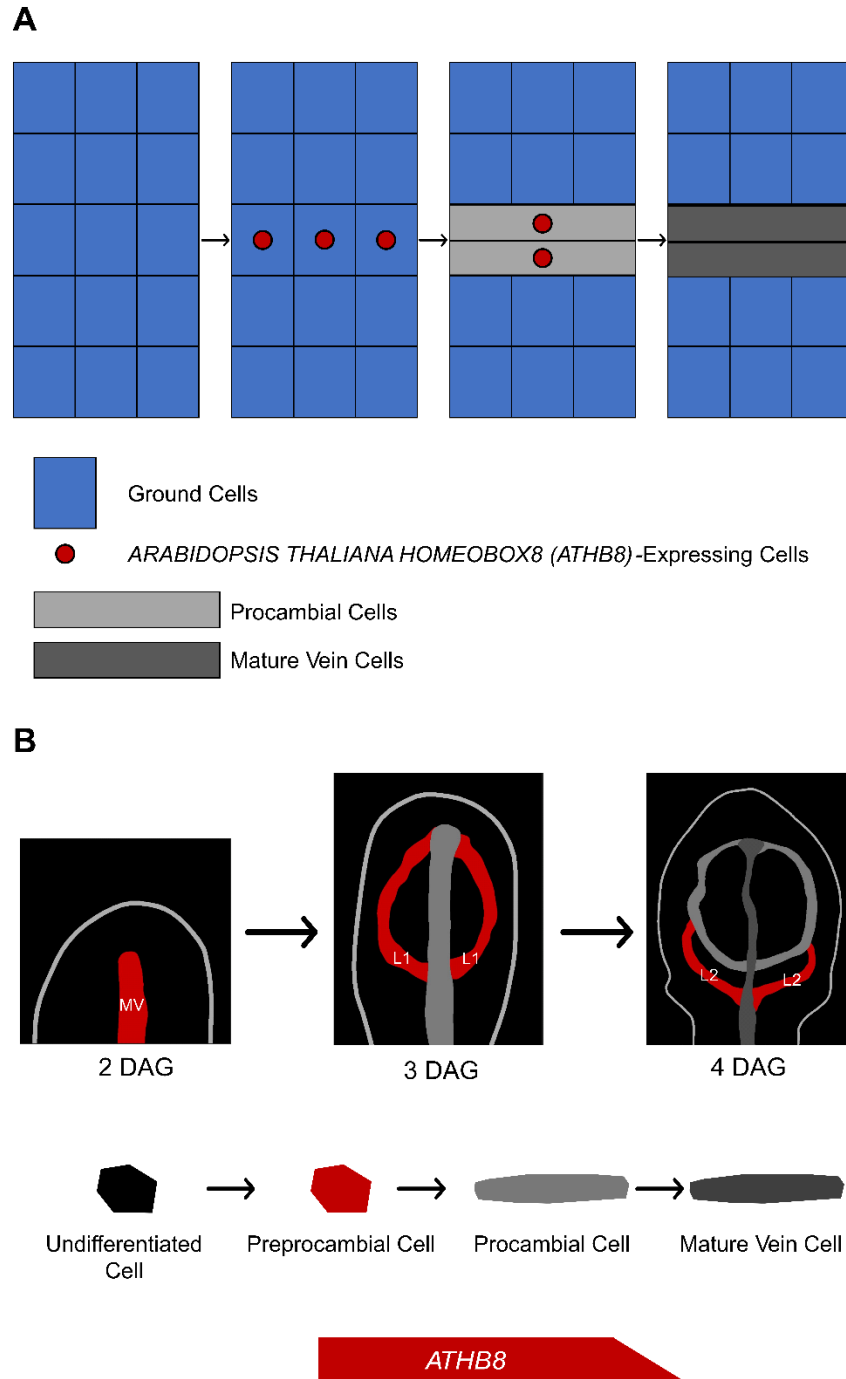 A
Ground Cells
ARABIDOPSIS THALIANA HOMEOBOX8 (ATHB8)-Expressing Cells
Procambial Cells
Mature Vein Cells
B
MV
L1 L1
L2 L2
2 DAG
3 DAG
4 DAG
Undifferentiated
Cell
Preprocambial Cell
Procambial Cell
Mature Vein Cell
ATHB8